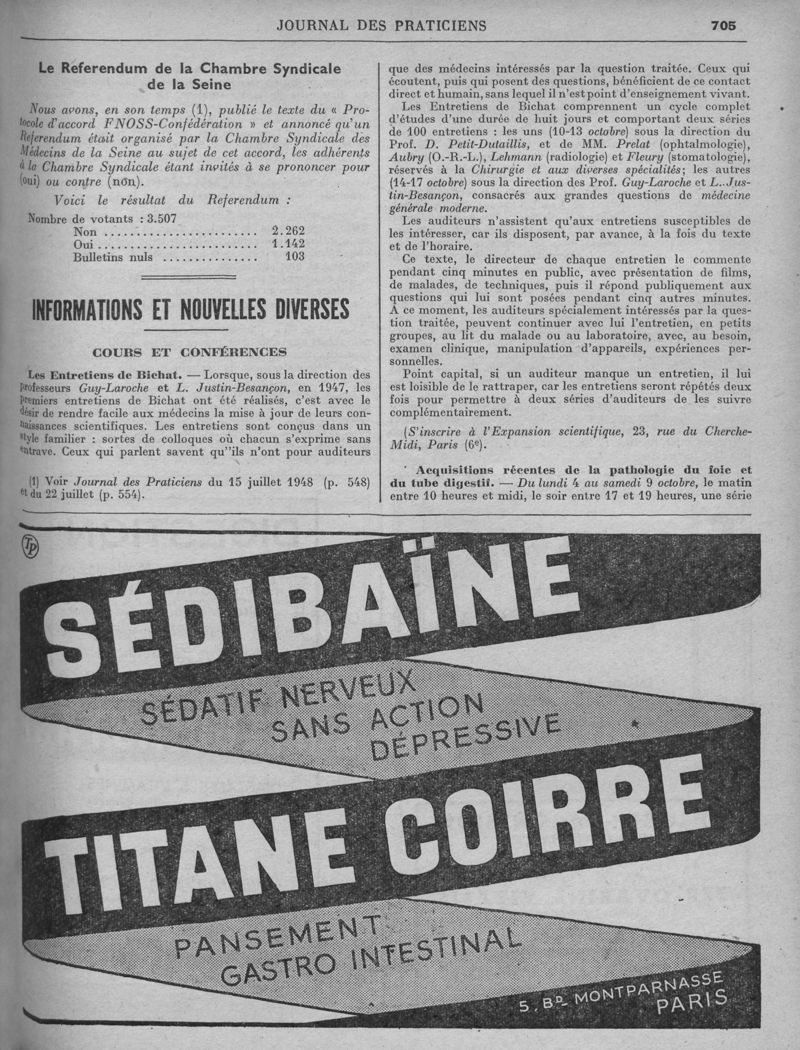 JOURNAL DES PRATICIENS 705
Le Referendum de la Chambre Syndicale
de la Seine
Nous avons, en son temps (1), publié le texte du « Pro-
tocole d'accord FNOSS-Confédération » et annoncé qu'un
Referendum était organisé par la Chambre Syndicale des
Médecins de la Seine au sujet de cet accord, les adhérents
à la Chambre Syndicale étant invités à se prononcer pour
(oui) ou contre (non).
Voici le résultat du Referendum :
Nombre de votants : 3.507
Non ........................ 2.262
Oui ......................... 1.142
Bulletins nuls ............... 103
INFORMATIONS ET NOUVELLES DIVERSES
COURS ET CONFÉRENCES
Les Entretiens de Bichat. — Lorsque, sous la direction des
professeurs Guy-Laroche et L. Justin-Besançon, en 1947, les
premiers entretiens de Bichat ont été réalisés, c'est avec le
désir de rendre facile aux médecins la mise à jour de leurs con-
naissances scientifiques. Les entretiens sont conçus dans un
style familier : sortes de colloques où chacun s'exprime sans
entrave. Ceux qui parlent savent qu''ils n'ont pour auditeurs
(1) Voir Journal des Praticiens du 15 juillet 1948 (p. 548)
et du 22 juillet (p. 554).
que des médecins intéressés par la question traitée. Ceux qui
écoutent, puis qui posent des questions, bénéficient de ce contact
direct et humain, sans lequel il n'est point d'enseignement vivant.
Les Entretiens de Bichat comprennent un cycle complet
d'études d'une durée de huit jours et comportent deux séries
de 100 entretiens : les uns (10-13 octobre) sous la direction du
Prof. D. Petit-Dutaillis, et de MM. Prelat (ophtalmologie),
Aubry (O.-R.-L.), Lehmann (radiologie) et Fleury (stomatologie),
réservés à la Chirurgie et aux diverses spécialités; les autres
(14-17 octobre) sous la direction des Prof. Guy-Laroche et L..Jus-
tin-Besançon, consacrés aux grandes questions de médecine
générale moderne.
Les auditeurs n'assistent qu'aux entretiens susceptibles de
les intéresser, car ils disposent, par avance, à la fois du texte
et de l'horaire.
Ce texte, le directeur de chaque entretien le commente
pendant cinq minutes en public, avec présentation de films,
de malades, de techniques, puis il répond publiquement aux
questions qui lui sont posées pendant cinq autres minutes.
A ce moment, les auditeurs spécialement intéressés par la ques-
tion traitée, peuvent continuer avec lui l'entretien, en petits
groupes, au lit du malade ou au laboratoire, avec, au besoin,
examen clinique, manipulation d'appareils, expériences per-
sonnelles.
Point capital, si un auditeur manque un entretien, il lui
est loisible de le rattraper, car les entretiens seront répétés deux
fois pour permettre à deux séries d'auditeurs de les suivre
complémentairement.
(S'inscrire à l'Expansion scientifique, 23, rue du Cherche-
Midi, Paris (6e).
Acquisitions récentes de la pathologie du foie et
du tube digestif. — Du lundi 4 au samedi 9 octobre, le matin
entre 10 heures et midi, le soir entre 17 et 19 heures, une série
TP
SÉDIBAÏNE
SÉDATIF NERVEUX
SANS ACTION
DÉPRESSIVE
TITANE COIRRE
PANSEMENT
GASTRO INTESTINAL
5, BD. MONTPARNASSE
PARIS